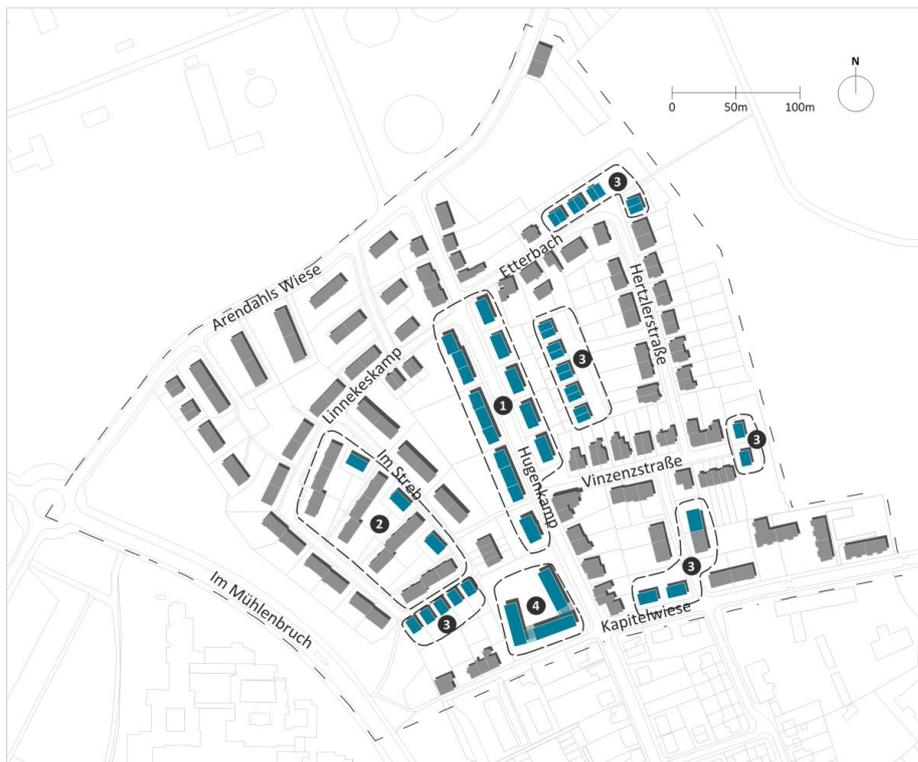 N
0 50m 100m
3
Etterbach
Arendahls Wiese
Hertzlerstraße
3
Linnekeskamp
1
3
Im Streb
Hugenkamp
Vinzenzstraße
2
3
4
Im Mühlenbruch
3
Kapitelwiese